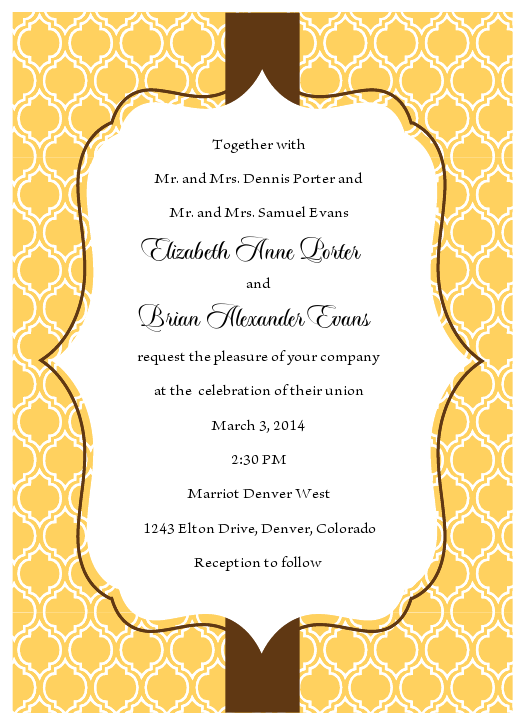 Together with
Mr. and Mrs. Dennis Porter and
Mr. and Mrs. Samuel Evans
Elizabeth Anne Porter
and
Brian Alexander Evans
request the pleasure of your company
at the celebration of their union
March 3, 2014
2:30 PM
Marriot Denver West
1243 Elton Drive, Denver, Colorado
Reception to follow